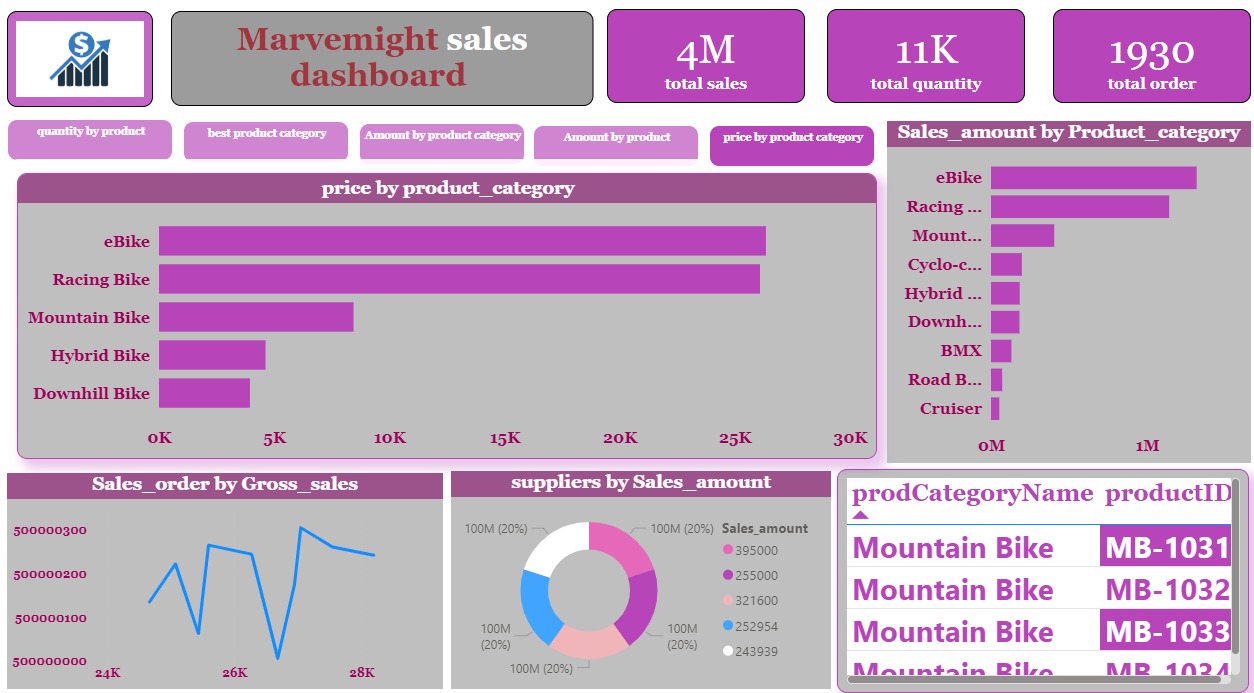 $
Marvemight sales
dashboard
4M
total sales
11K
total quantity
1930
total order
quantity by product
best product category
Amount by product category
Amount by product
price by product category
price by product_category
eBike
Racing Bike
Mountain Bike
Hybrid Bike
Downhill Bike
0K 5K 10K 15K 20K 25K 30K
Sales_amount by Product_category
eBike
Racing ...
Mount...
Cyclo-c...
Hybrid ...
Downh...
BMX
Road B...
Cruiser
0M 1M
Sales_order by Gross_sales
500000300
500000200
500000100
500000000
24K 26K 28K
suppliers by Sales_amount
100M (20%)
100M (20%)
100M
(20%)
100M
(20%)
100M (20%)
Sales_amount
395000
255000
321600
252954
243939
prodCategoryName productID
Mountain Bike MB-1031
Mountain Bike MB-1032
Mountain Bike MB-1033
Mountain Bike MB-1034